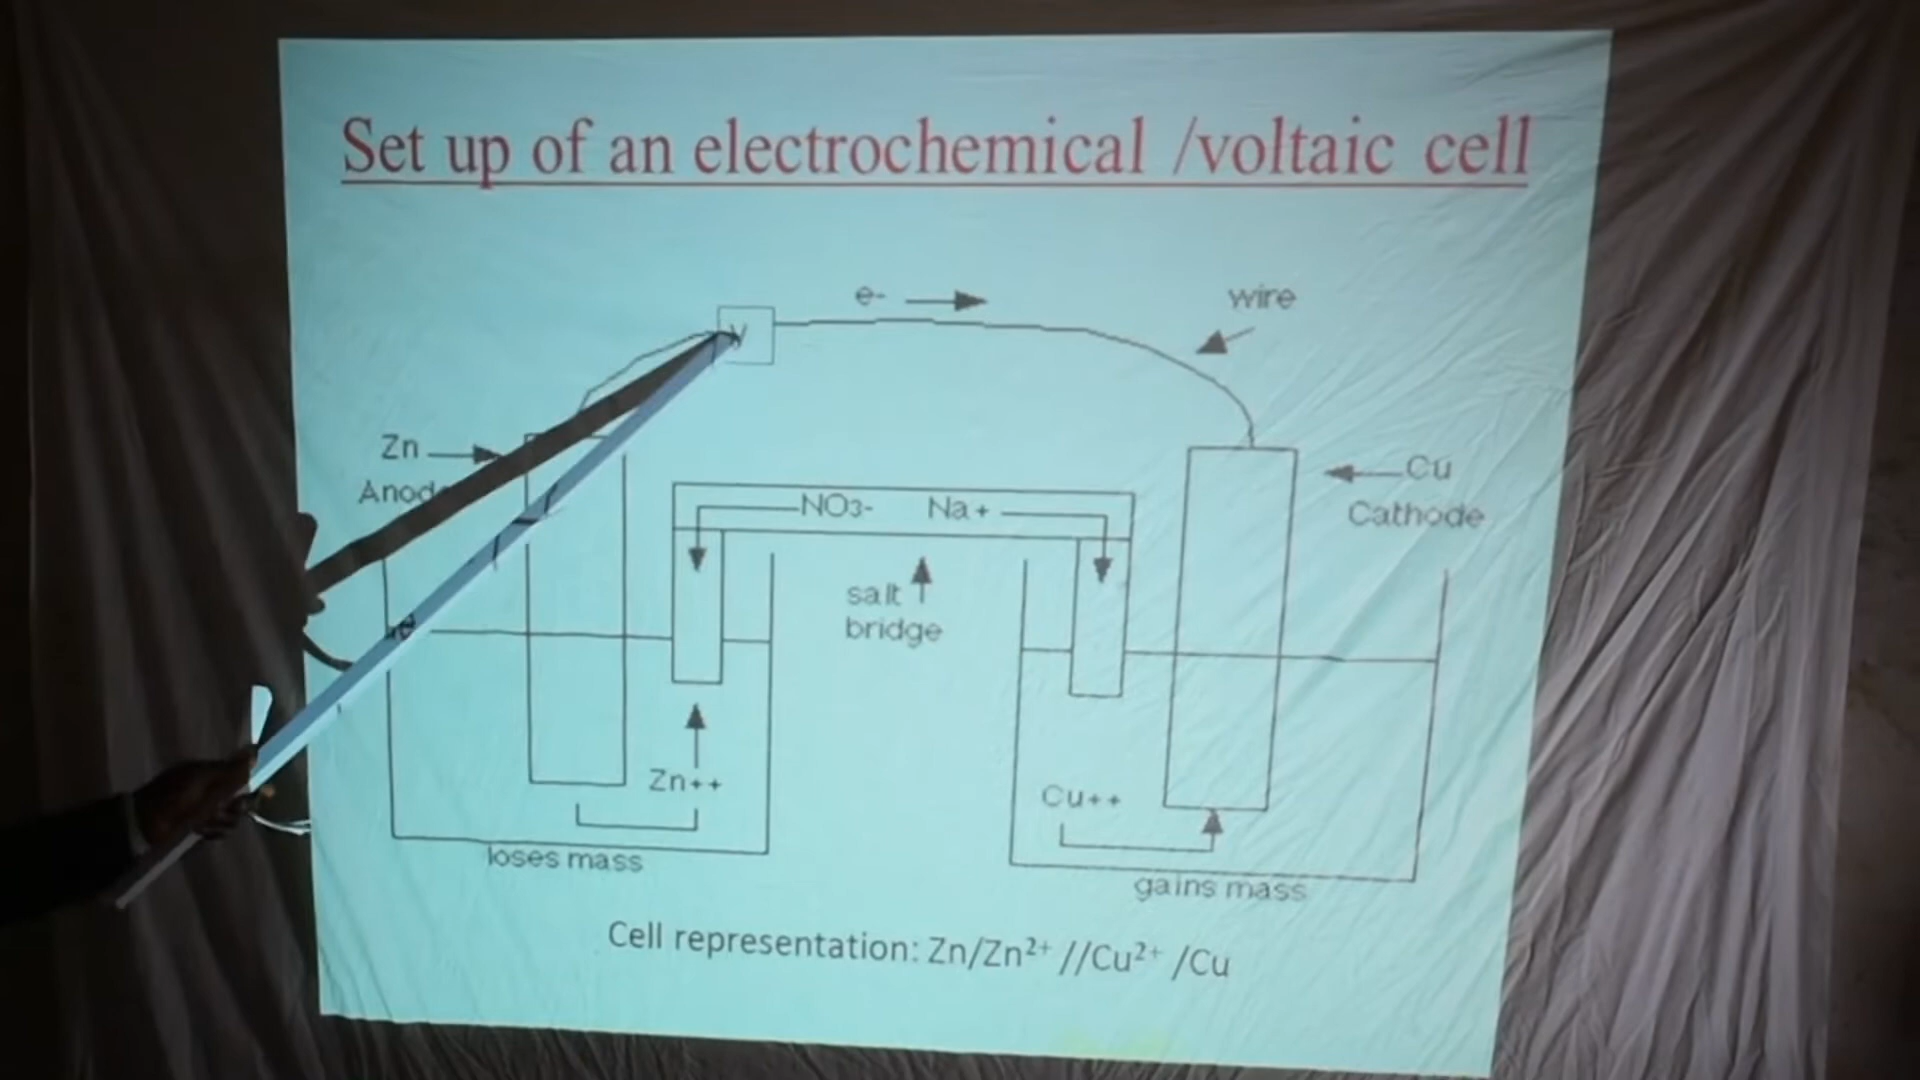 Set up of an electrochemical /voltaic cell
e-
wire
V
Zn
Cu
Cathode
NO3-
Na+
salt
bridge
Zn++
Cu++
loses mass
gains mass
Cell representation: Zn/Zn²⁺ //Cu²⁺ /Cu